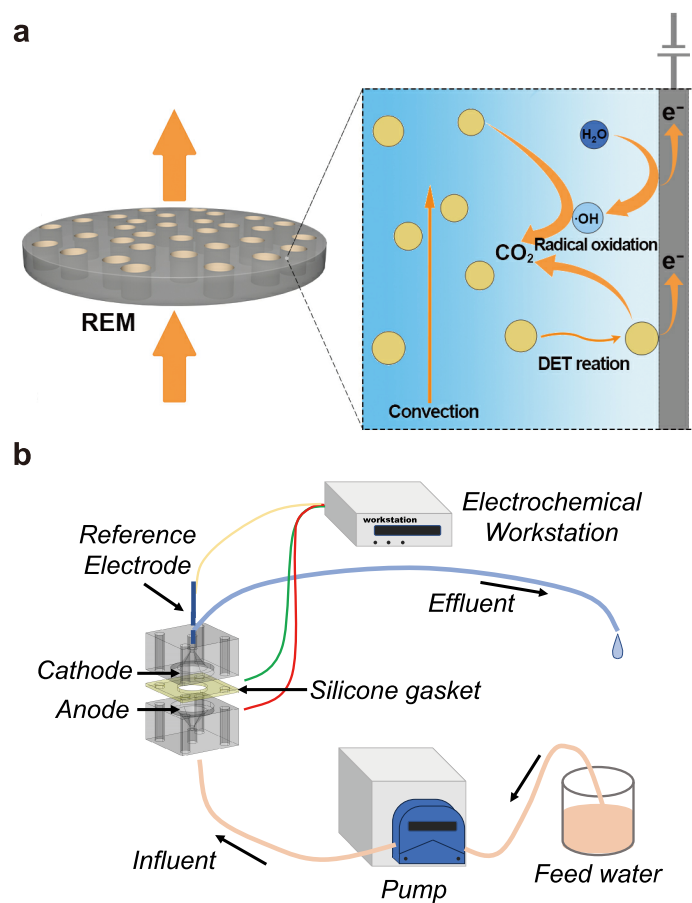 a
e⁻
H₂O
·OH
Radical oxidation
CO₂
e⁻
REM
DET reation
Convection
b
workstation
Electrochemical
Workstation
Reference
Electrode
Effluent
Cathode
Silicone gasket
Anode
Influent
Pump
Feed water